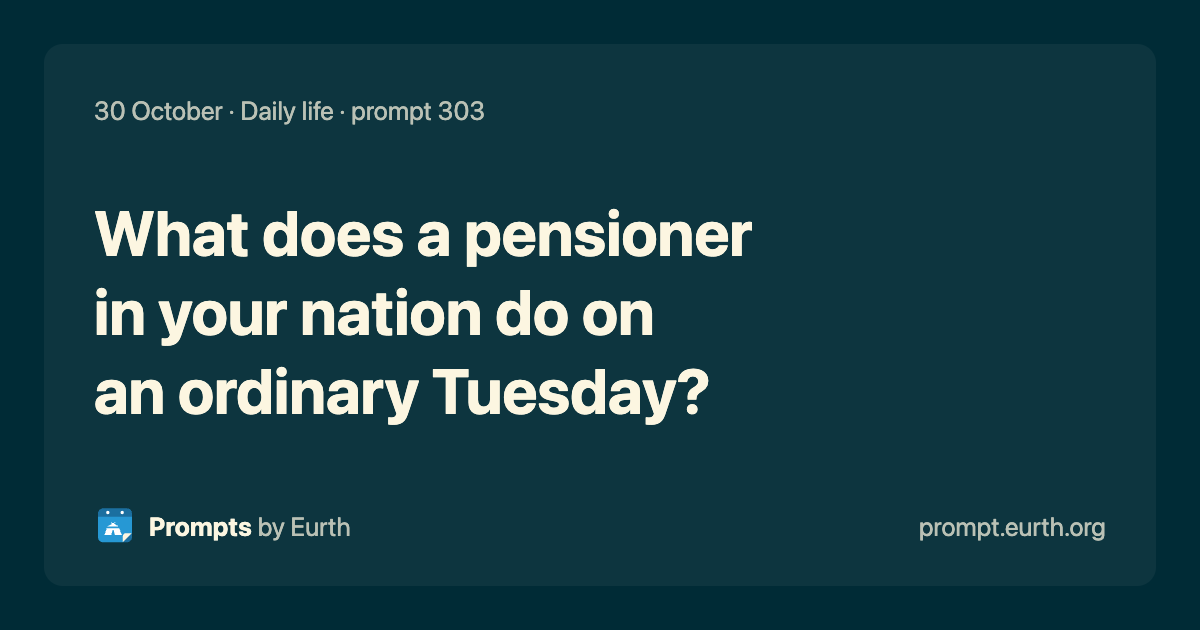 30 October · Daily life · prompt 303
What does a pensioner
in your nation do on
an ordinary Tuesday?
Prompts by Eurth
prompt.eurth.org